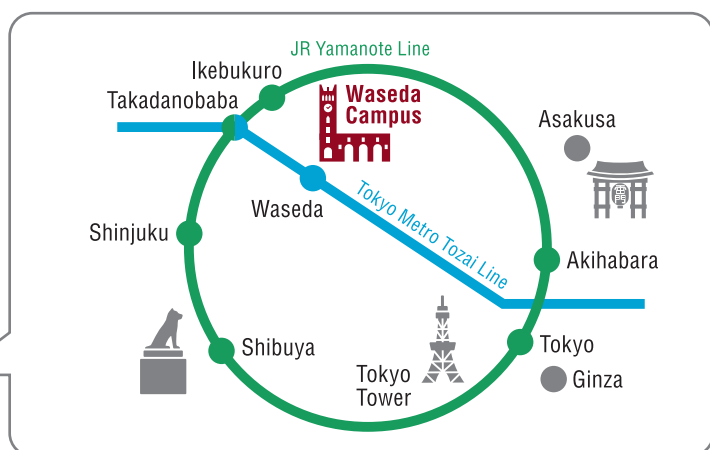 JR Yamanote Line
Ikebukuro
Takadanobaba
Waseda
Campus
Asakusa
Waseda
Tokyo Metro Tozai Line
Shinjuku
Akihabara
Shibuya
Tokyo
Tower
Tokyo
Ginza